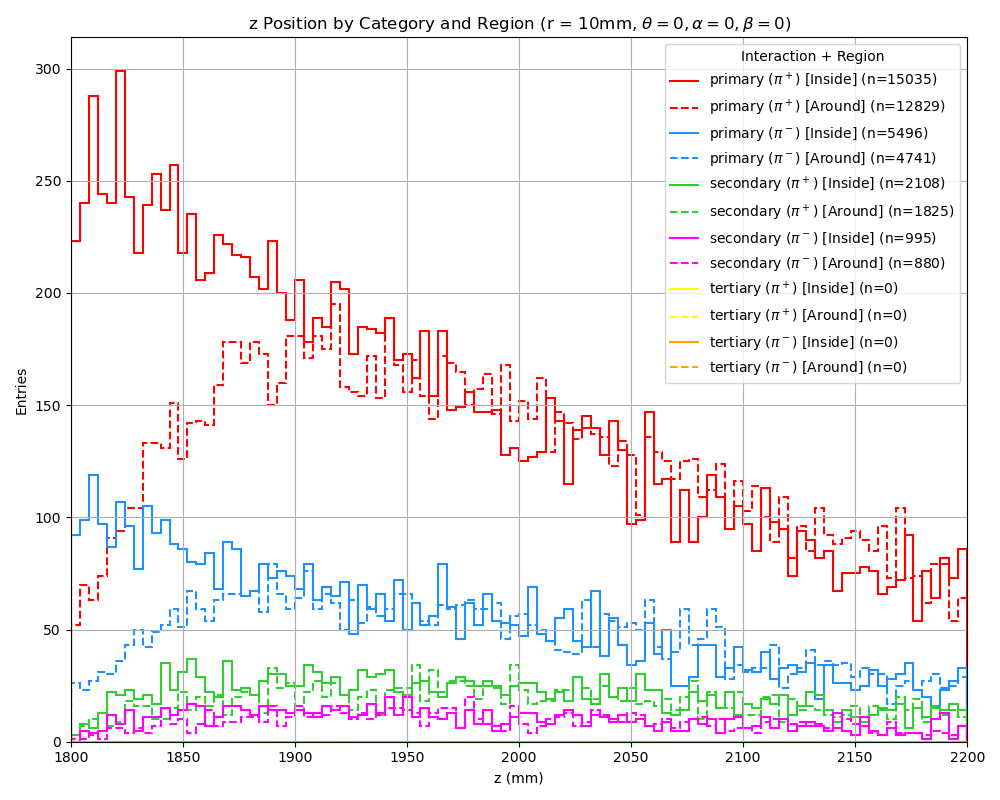 z Position by Category and Region (r = 10mm, θ = 0, α = 0, β = 0)
Interaction + Region
primary (π⁺) [Inside] (n=15035)
primary (π⁺) [Around] (n=12829)
primary (π⁻) [Inside] (n=5496)
primary (π⁻) [Around] (n=4741)
secondary (π⁺) [Inside] (n=2108)
secondary (π⁺) [Around] (n=1825)
secondary (π⁻) [Inside] (n=995)
secondary (π⁻) [Around] (n=880)
tertiary (π⁺) [Inside] (n=0)
tertiary (π⁺) [Around] (n=0)
tertiary (π⁻) [Inside] (n=0)
tertiary (π⁻) [Around] (n=0)
Entries
300
250
200
150
100
50
0
1800 1850 1900 1950 2000 2050 2100 2150 2200
z (mm)